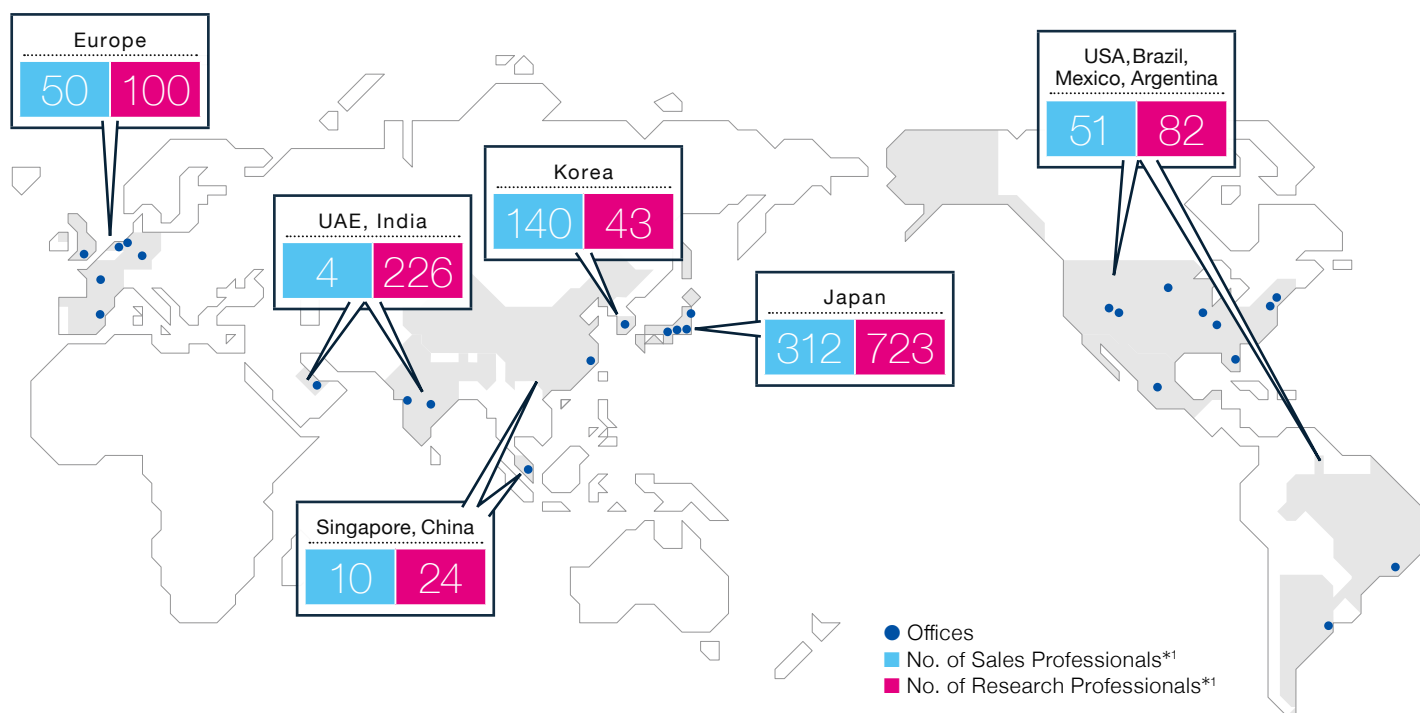 Europe
50 100
USA, Brazil,
Mexico, Argentina
51 82
Korea
140 43
UAE, India
4 226
Japan
312 723
Singapore, China
10 24
Offices
No. of Sales Professionals*1
No. of Research Professionals*1